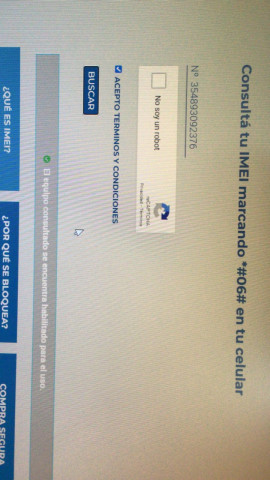 Consultá tu IMEI marcando *#06# en tu celular
N° 354893092376
No soy un robot
reCAPTCHA
Privacidad - Términos
ACEPTO TERMINOS Y CONDICIONES
BUSCAR
El equipo consultado se encuentra habilitado para el uso.
¿QUÉ ES IMEI?
¿POR QUÉ SE BLOQUEA?
COMPRA SEGURA